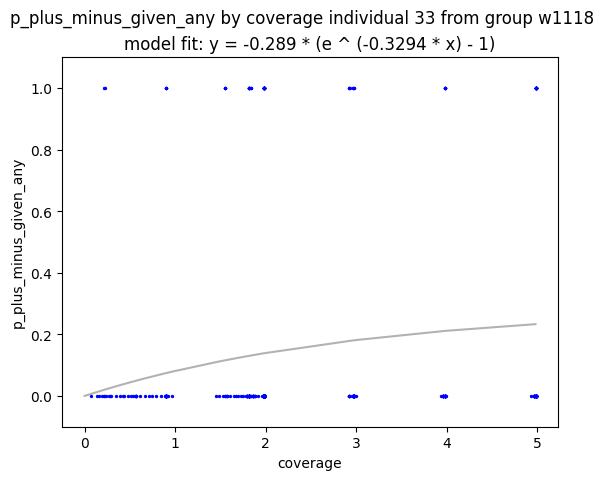 p_plus_minus_given_any by coverage individual 33 from group w1118
model fit: y = -0.289 * (e ^ (-0.3294 * x) - 1)
1.0
0.8
0.6
0.4
0.2
0.0
p_plus_minus_given_any
0 1 2 3 4 5
coverage